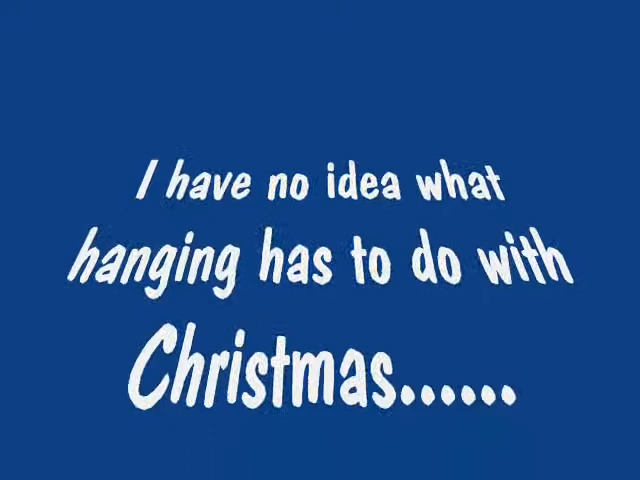 I have no idea what
hanging has to do with
Christmas......